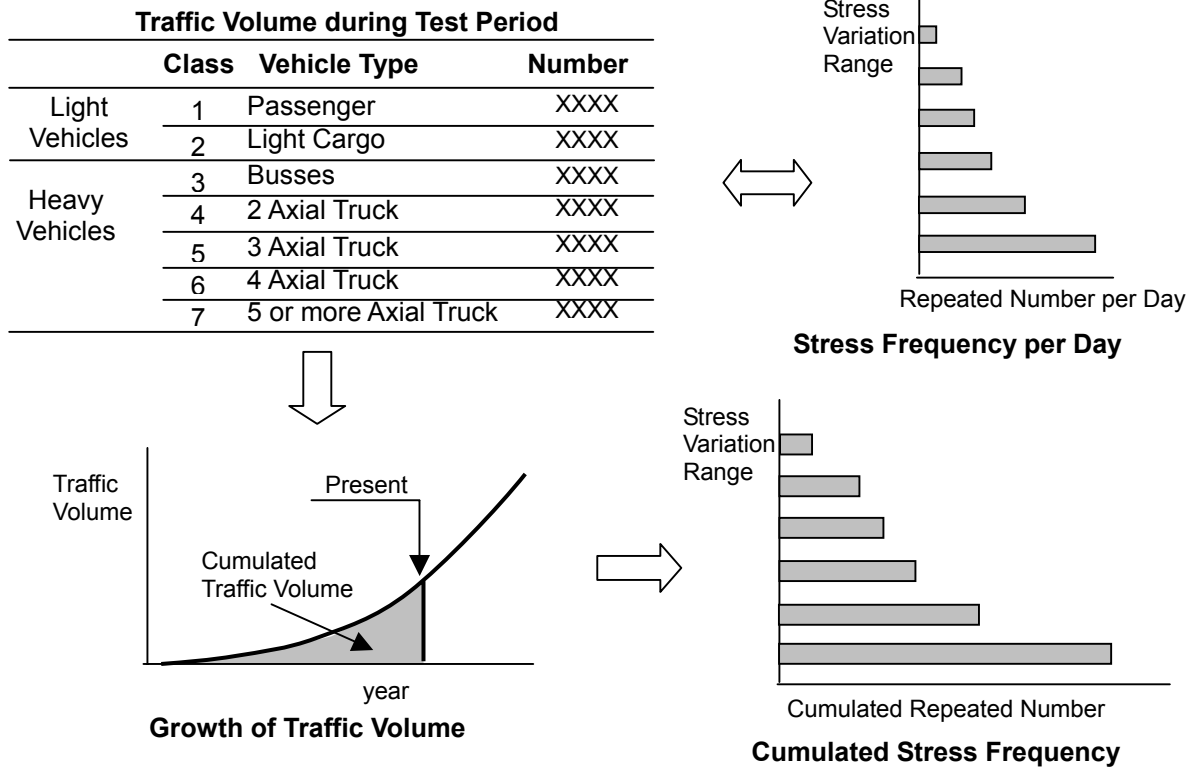 Traffic Volume during Test Period
Class Vehicle Type Number
Light Vehicles
1 Passenger XXXX
2 Light Cargo XXXX
Heavy Vehicles
3 Busses XXXX
4 2 Axial Truck XXXX
5 3 Axial Truck XXXX
6 4 Axial Truck XXXX
7 5 or more Axial Truck XXXX
Stress
Variation
Range
Repeated Number per Day
Stress Frequency per Day
Traffic
Volume
Present
Cumulated
Traffic Volume
year
Growth of Traffic Volume
Stress
Variation
Range
Cumulated Repeated Number
Cumulated Stress Frequency